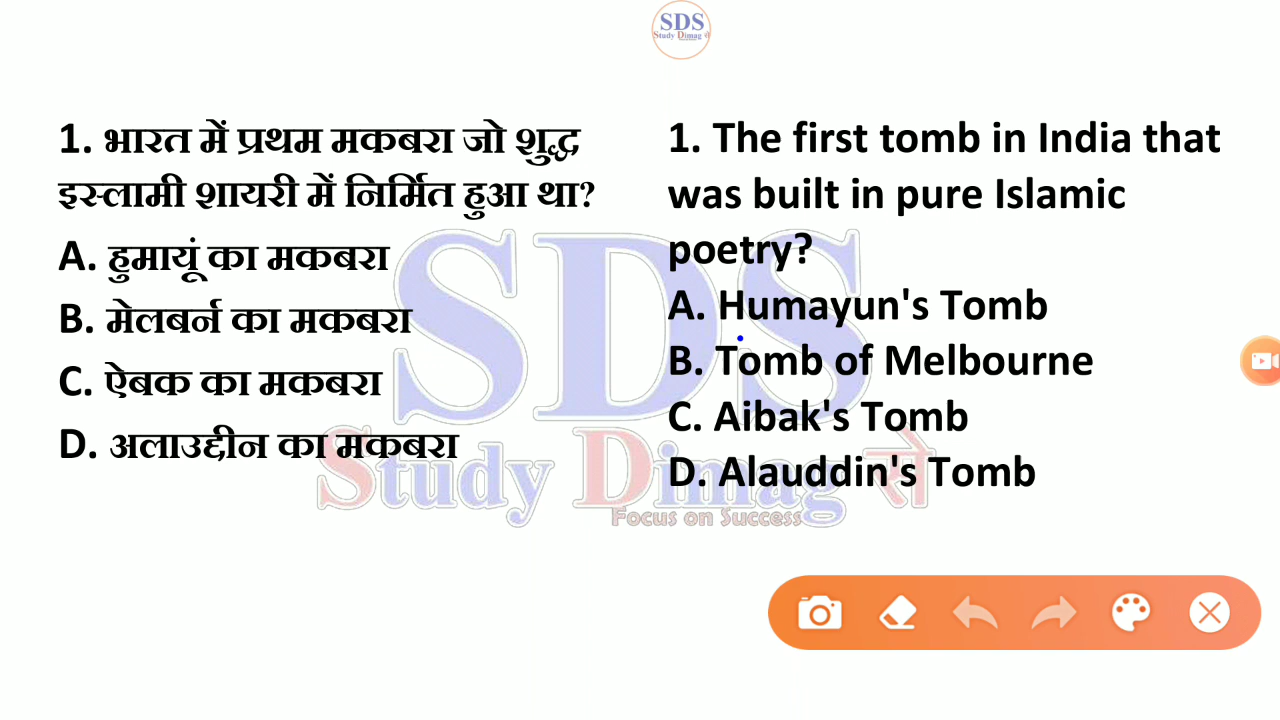 SDS
Study Dimag से
1. भारत में प्रथम मकबरा जो शुद्ध
इस्लामी शायरी में निर्मित हुआ था?
A. हुमायूं का मकबरा
B. मेलबर्न का मकबरा
C. ऐबक का मकबरा
D. अलाउद्दीन का मकबरा
1. The first tomb in India that
was built in pure Islamic
poetry?
A. Humayun's Tomb
B. Tomb of Melbourne
C. Aibak's Tomb
D. Alauddin's Tomb
SDS
Study Dimag से
Focus on Success